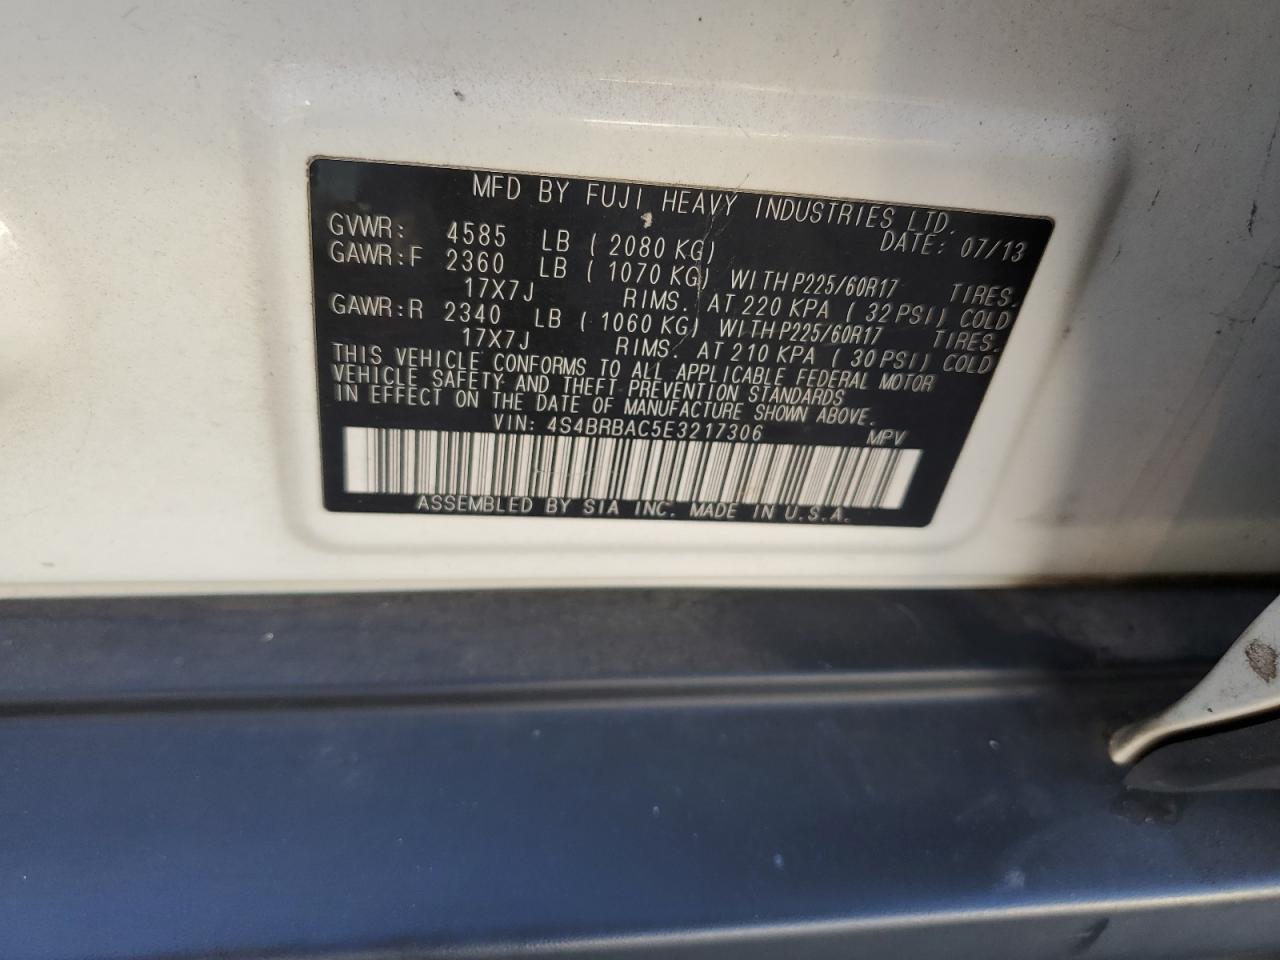 MFD BY FUJI HEAVY INDUSTRIES LTD.
GVWR: 4585 LB ( 2080 KG) DATE: 07/13
GAWR:F 2360 LB ( 1070 KG) WITH P225/60R17 TIRES.
17X7J RIMS. AT 220 KPA ( 32 PSI) COLD
GAWR:R 2340 LB ( 1060 KG) WITH P225/60R17 TIRES.
17X7J RIMS. AT 210 KPA ( 30 PSI) COLD
THIS VEHICLE CONFORMS TO ALL APPLICABLE FEDERAL MOTOR
VEHICLE SAFETY AND THEFT PREVENTION STANDARDS
IN EFFECT ON THE DATE OF MANUFACTURE SHOWN ABOVE.
VIN: 4S4BRBAC5E3217306 MPV
ASSEMBLED BY SIA INC. MADE IN U.S.A.